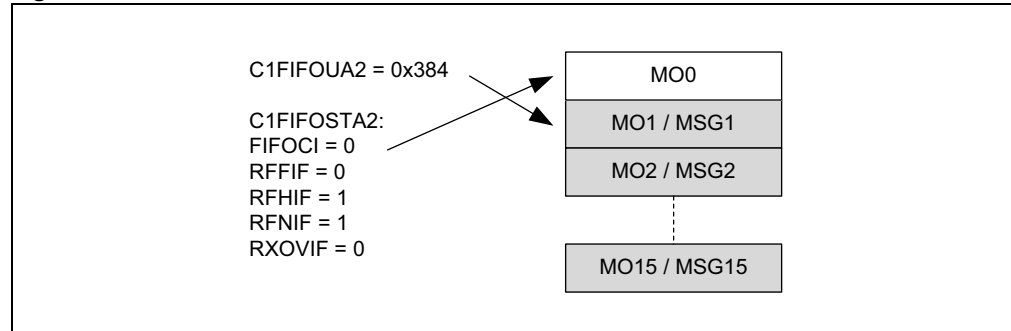 C1FIFOUA2 = 0x384
C1FIFOSTA2:
FIFOCI = 0
RFFIF = 0
RFHIF = 1
RFNIF = 1
RXOVIF = 0
MO0
MO1 / MSG1
MO2 / MSG2
MO15 / MSG15